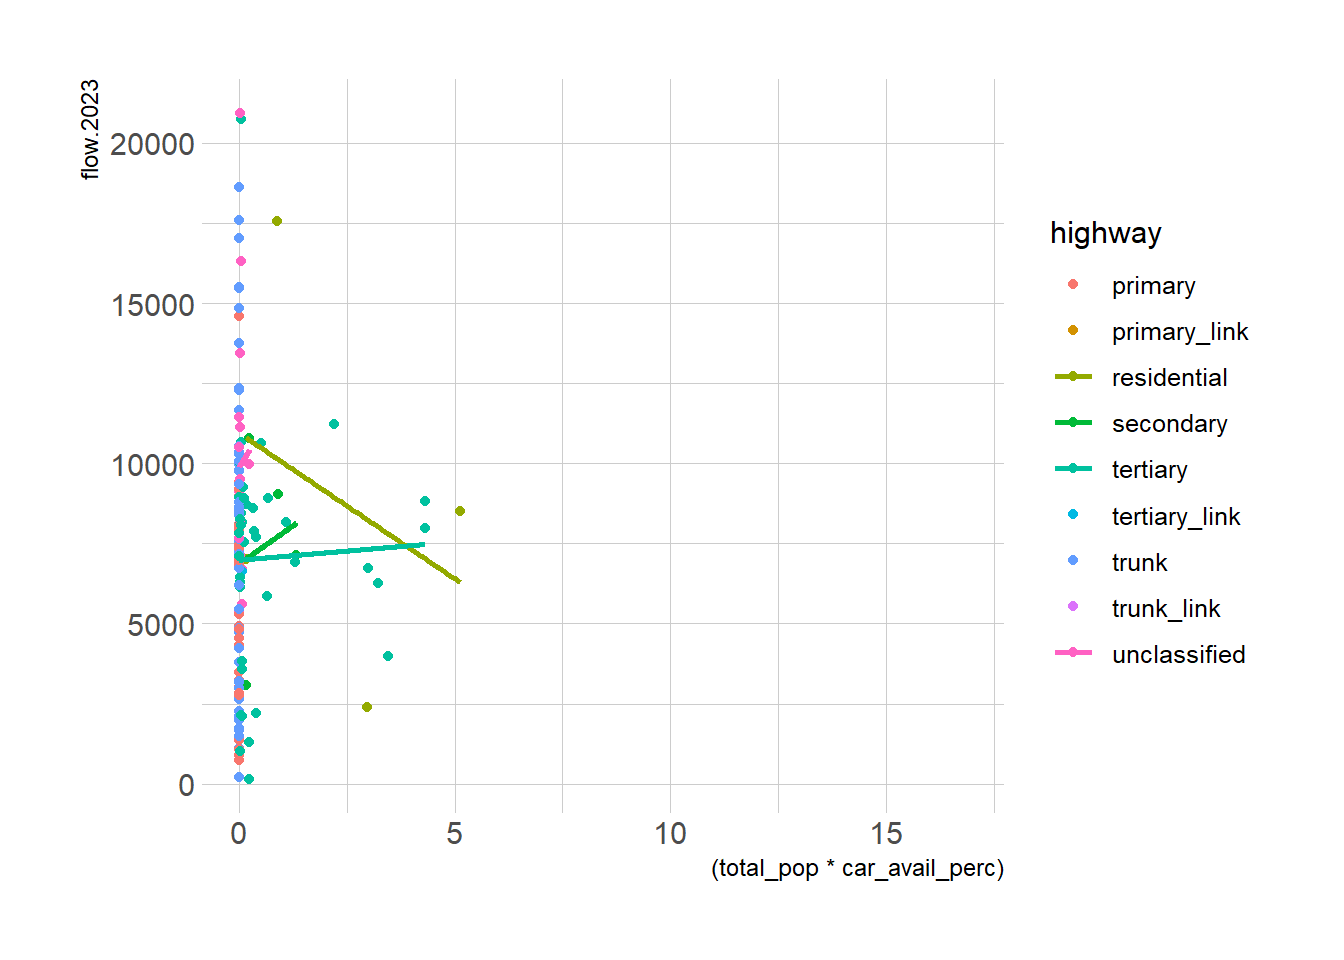 flow.2023
20000
15000
10000
5000
0
0 5 10 15
(total_pop * car_avail_perc)
highway
primary
primary_link
residential
secondary
tertiary
tertiary_link
trunk
trunk_link
unclassified